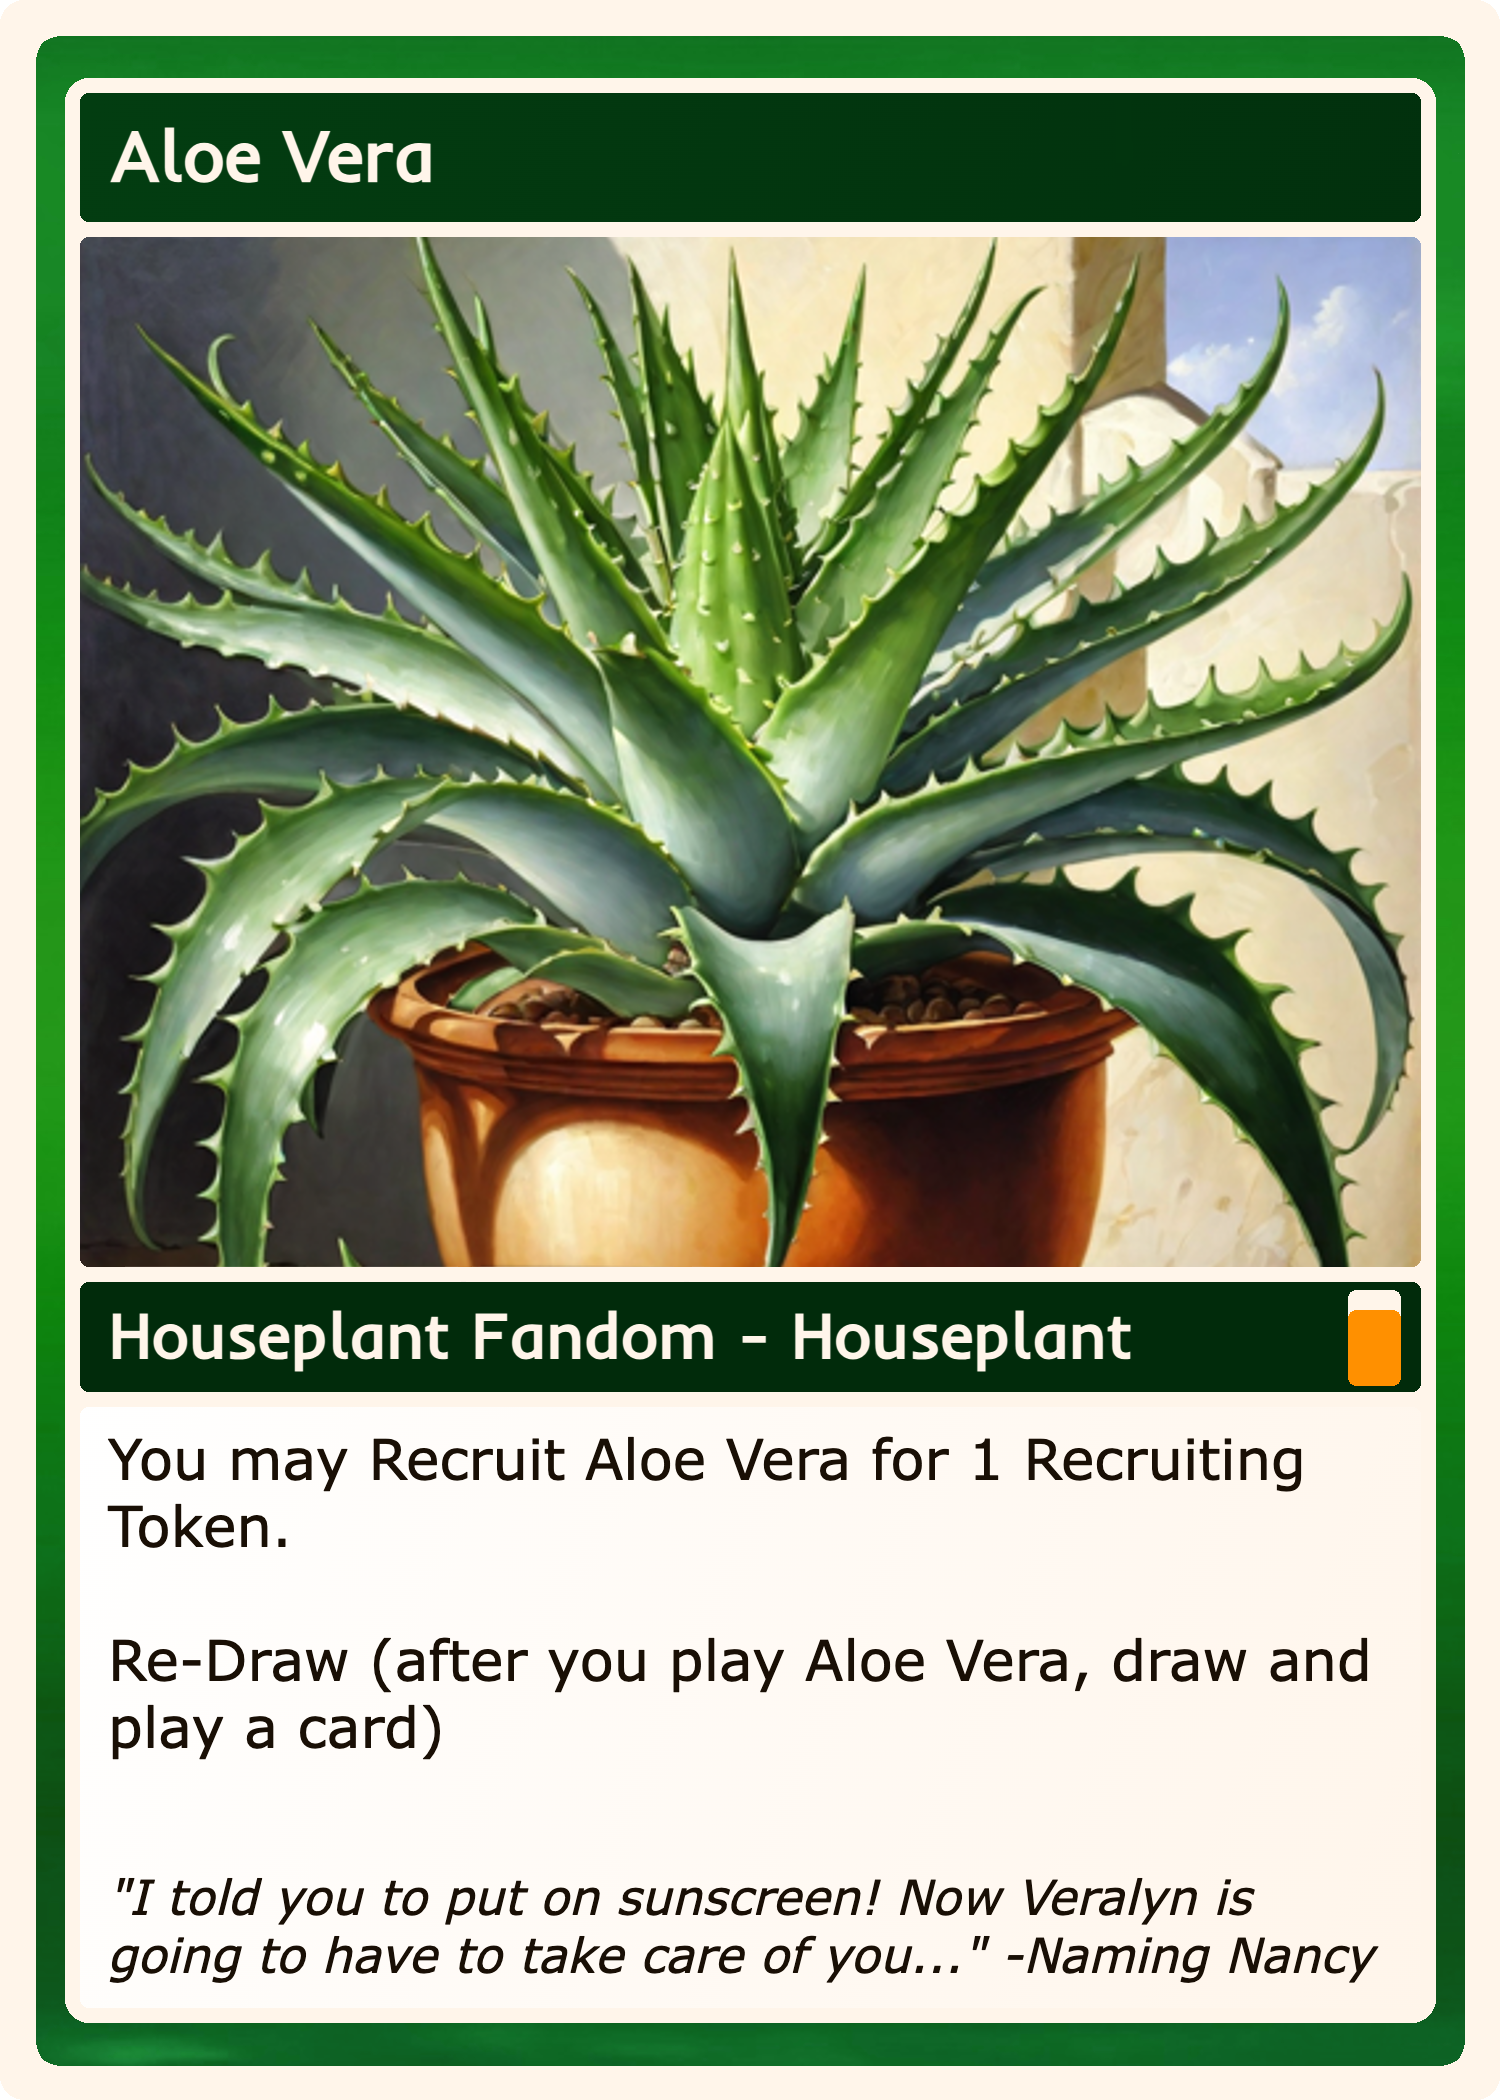 Aloe Vera
Houseplant Fandom - Houseplant
You may Recruit Aloe Vera for 1 Recruiting
Token.
Re-Draw (after you play Aloe Vera, draw and
play a card)
"I told you to put on sunscreen! Now Veralyn is
going to have to take care of you..." -Naming Nancy